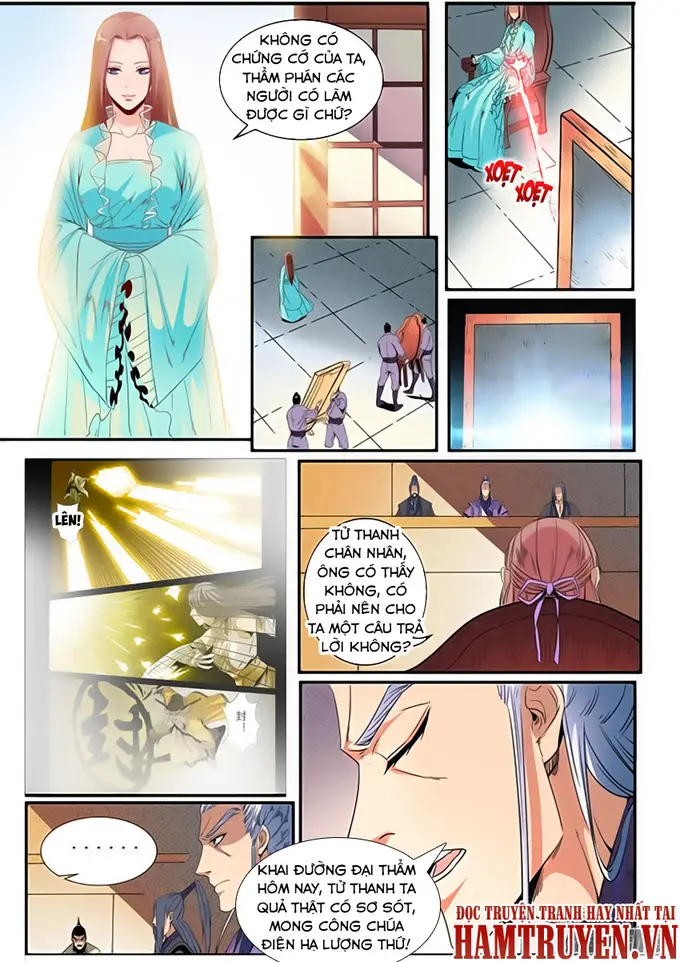 KHÔNG CÓ
CHỨNG CỚ CỦA TA,
THẨM PHÁN CÁC
NGƯỜI CÓ LÀM
ĐƯỢC GÌ CHỨ?
XOẸT
XOẸT
LÊN!
TỬ THANH
CHÂN NHÂN,
ÔNG CÓ THẤY
KHÔNG, CÓ
PHẢI NÊN CHO
TA MỘT CÂU TRẢ
LỜI KHÔNG?
封!
......
KHAI ĐƯỜNG ĐẠI THẨM
HÔM NAY, TỬ THANH TA
QUẢ THẬT CÓ SƠ SÓT,
MONG CÔNG CHÚA
ĐIỆN HẠ LƯỢNG THỨ!
ĐỌC TRUYỆN TRANH HAY NHẤT TẠI
HAMTRUYEN.VN